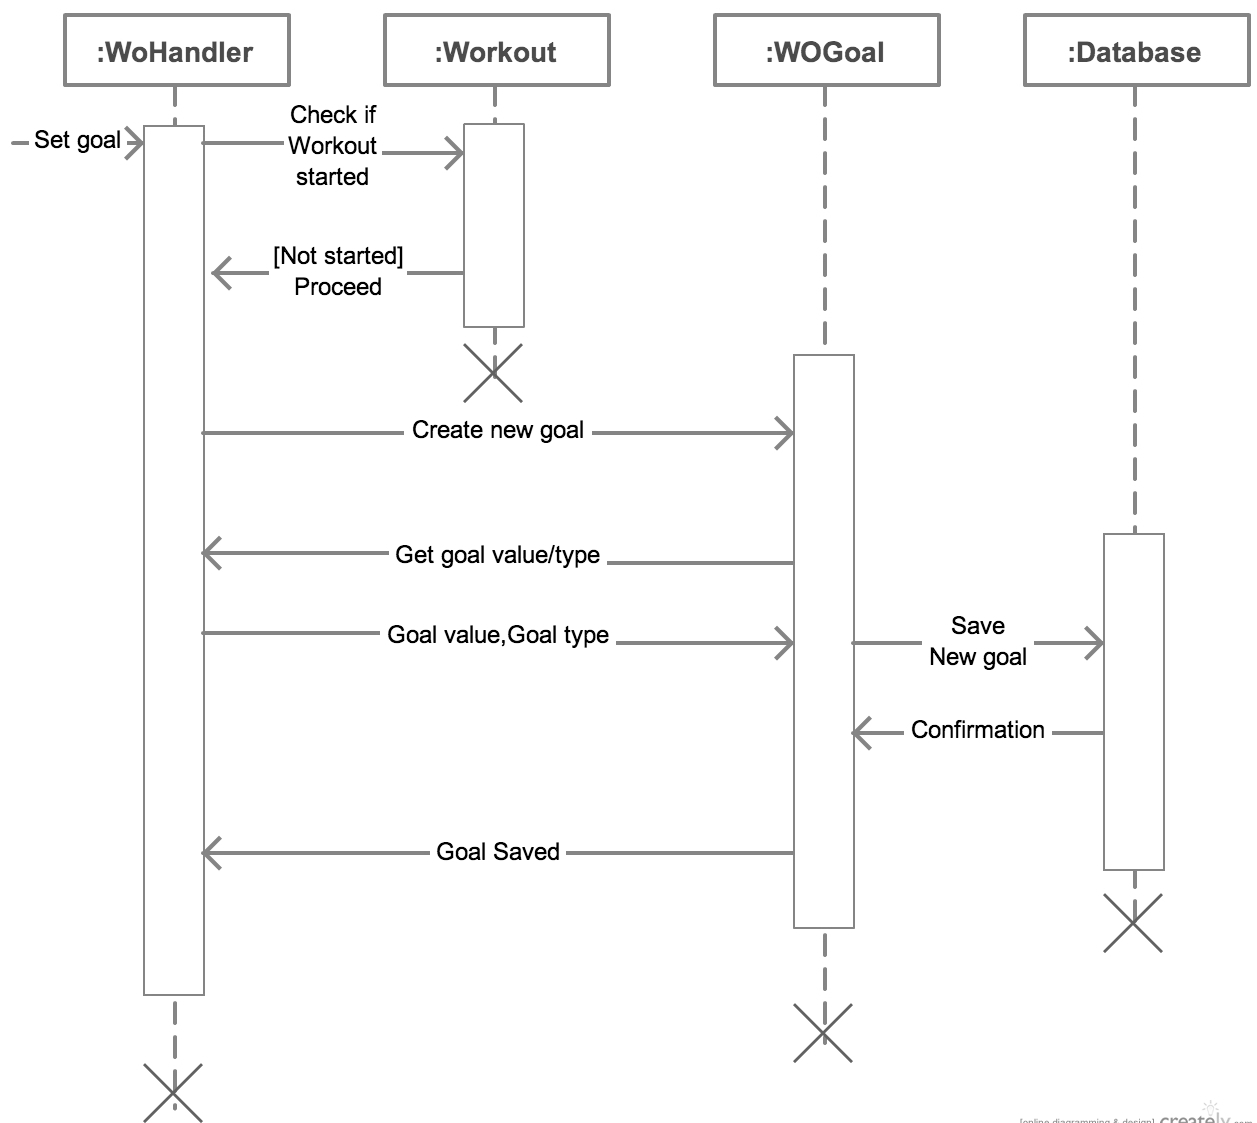 :WoHandler
:Workout
:WOGoal
:Database
Set goal
Check if
Workout
started
[Not started]
Proceed
Create new goal
Get goal value/type
Goal value,Goal type
Save
New goal
Confirmation
Goal Saved
[online diagramming & design] creately.com